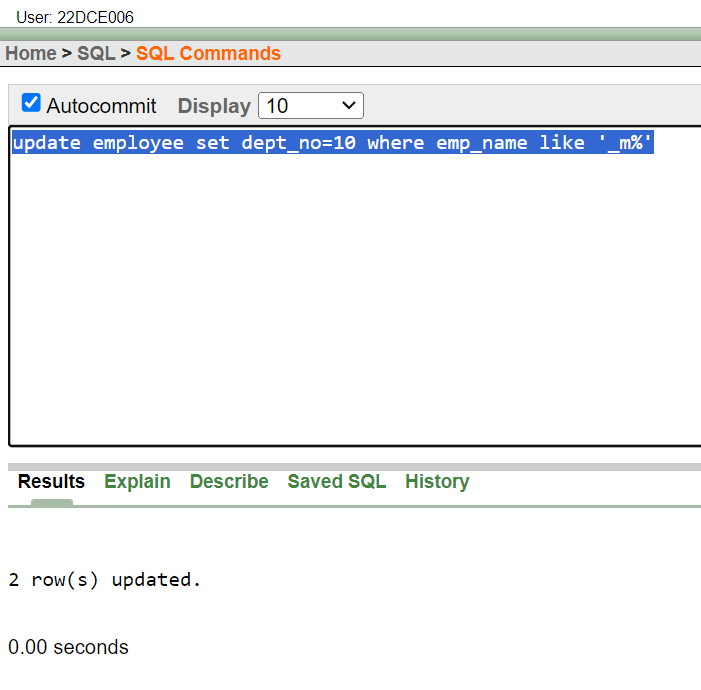 User: 22DCE006
Home > SQL > SQL Commands
Autocommit Display 10
update employee set dept_no=10 where emp_name like '_m%'
Results Explain Describe Saved SQL History
2 row(s) updated.
0.00 seconds